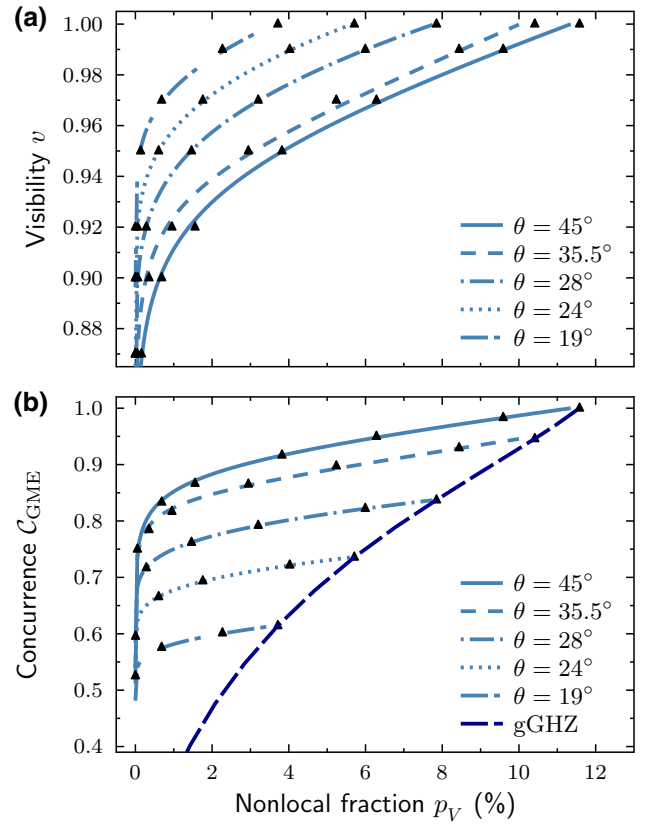 (a)
1.00
0.98
0.96
0.94
0.92
0.90
0.88
Visibility v
θ = 45°
θ = 35.5°
θ = 28°
θ = 24°
θ = 19°
(b)
1.0
0.9
0.8
0.7
0.6
0.5
0.4
Concurrence 𝒞GME
θ = 45°
θ = 35.5°
θ = 28°
θ = 24°
θ = 19°
gGHZ
0 2 4 6 8 10 12
Nonlocal fraction pV (%)